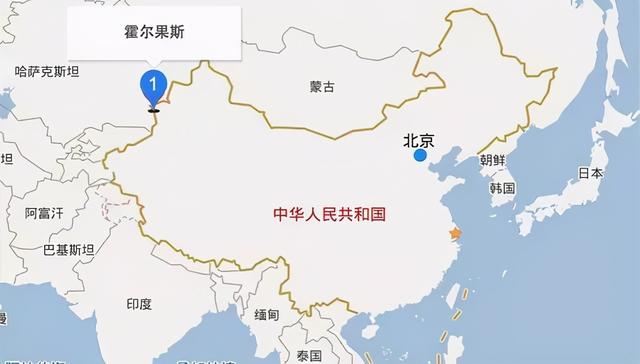 霍尔果斯
哈萨克斯坦
1
蒙古
北京
朝鲜
坦
日本
韩国
阿富汗
中华人民共和国
巴基斯坦
印度
缅甸
曼
泰国